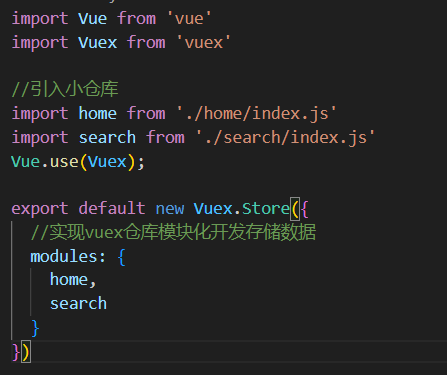 import Vue from 'vue'
import Vuex from 'vuex'
//引入小仓库
import home from './home/index.js'
import search from './search/index.js'
Vue.use(Vuex);
export default new Vuex.Store({
//实现vuex仓库模块化开发存储数据
modules: {
home,
search
}
})